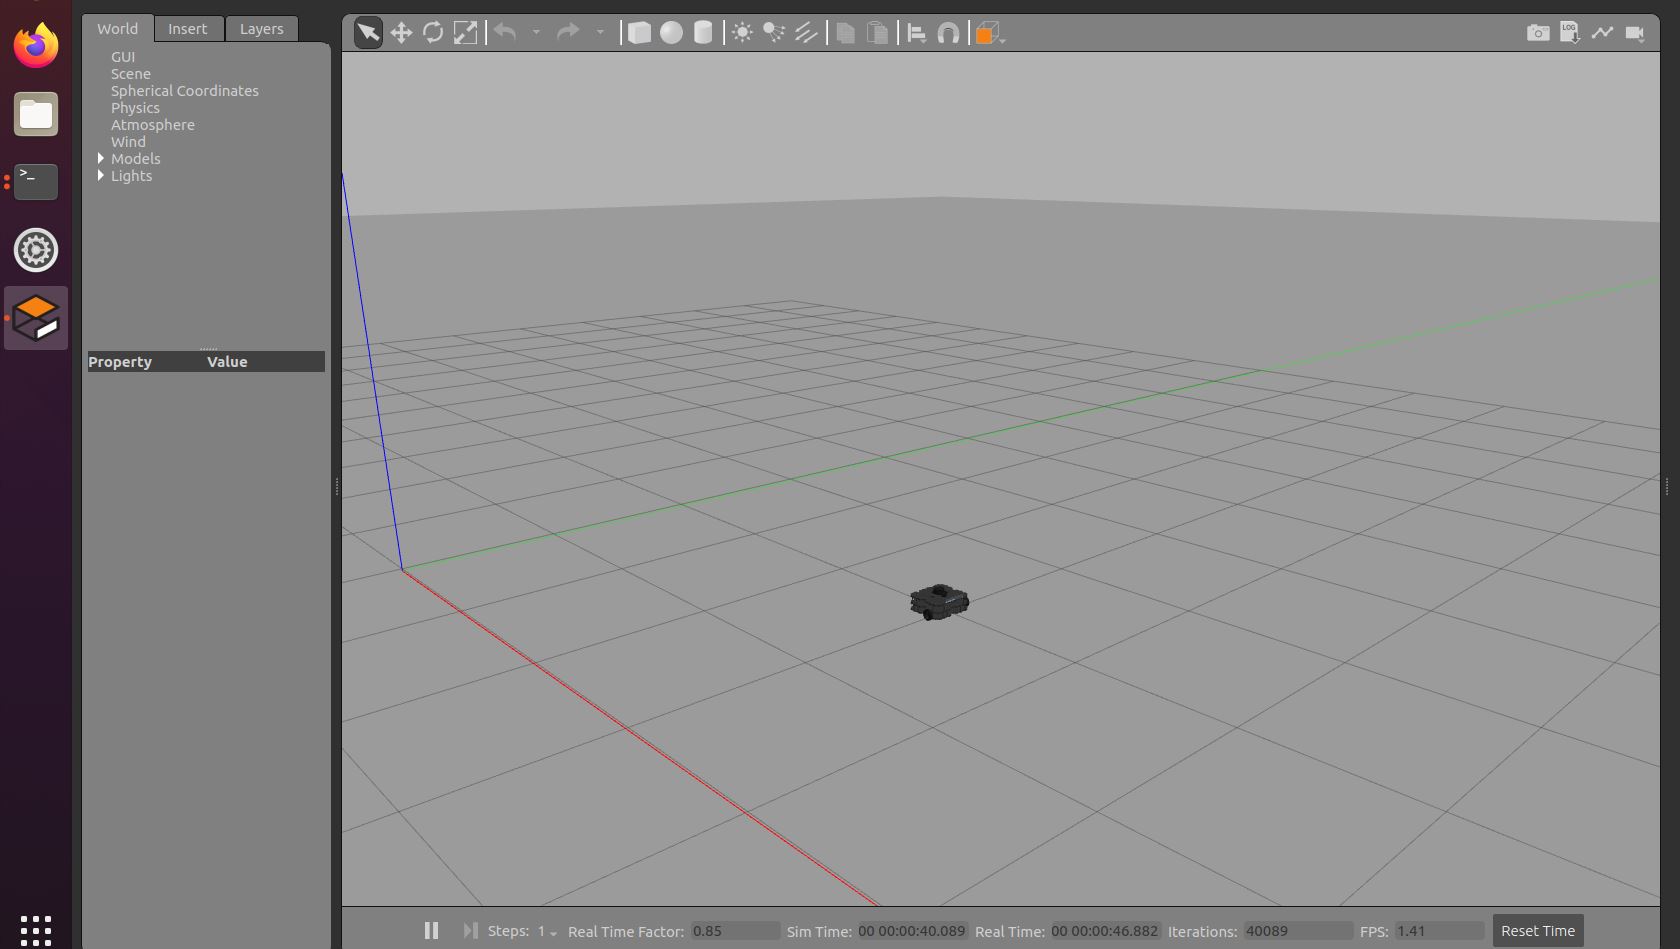 World Insert Layers
GUI
Scene
Spherical Coordinates
Physics
Atmosphere
Wind
Models
Lights
Property Value
>_
LOG
Steps: 1 Real Time Factor: 0.85 Sim Time: 00 00:00:40.089 Real Time: 00 00:00:46.882 Iterations: 40089 FPS: 1.41 Reset Time